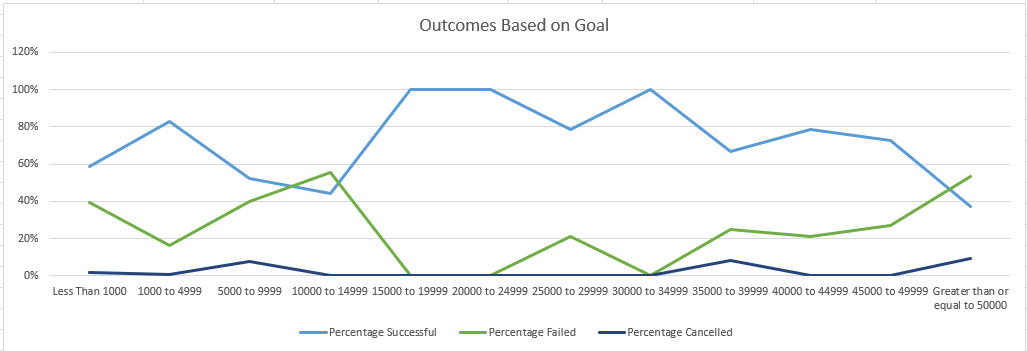 Outcomes Based on Goal
120%
100%
80%
60%
40%
20%
0%
Less Than 1000
1000 to 4999
5000 to 9999
10000 to 14999
15000 to 19999
20000 to 24999
25000 to 29999
30000 to 34999
35000 to 39999
40000 to 44999
45000 to 49999
Greater than or
equal to 50000
Percentage Successful
Percentage Failed
Percentage Cancelled